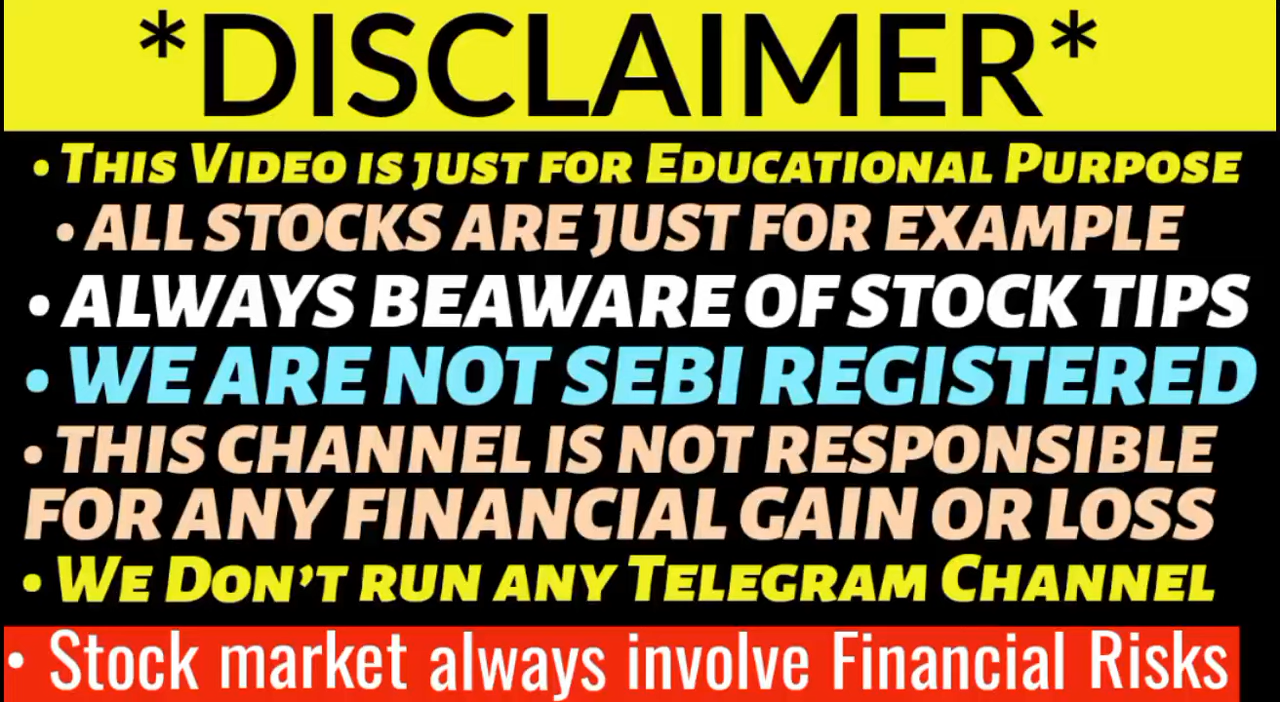 *DISCLAIMER*
• THIS VIDEO IS JUST FOR EDUCATIONAL PURPOSE
• ALL STOCKS ARE JUST FOR EXAMPLE
• ALWAYS BEAWARE OF STOCK TIPS
• WE ARE NOT SEBI REGISTERED
• THIS CHANNEL IS NOT RESPONSIBLE
FOR ANY FINANCIAL GAIN OR LOSS
• WE DON'T RUN ANY TELEGRAM CHANNEL
• Stock market always involve Financial Risks